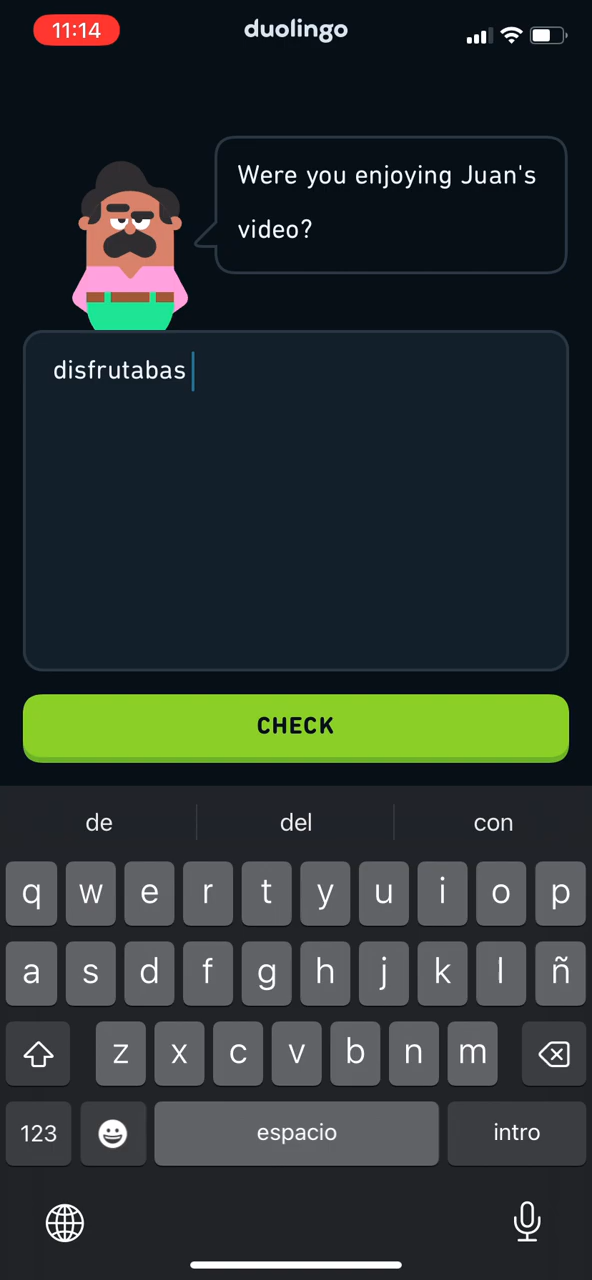 11:14
duolingo
Were you enjoying Juan's
video?
disfrutabas
CHECK
de del con
q w e r t y u i o p
a s d f g h j k l ñ
z x c v b n m
123 espacio intro